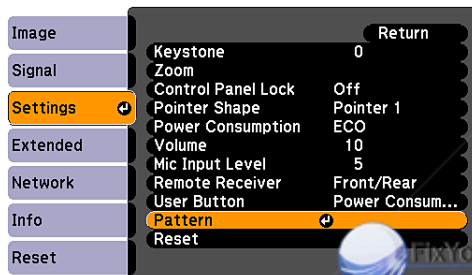 Image
Signal
Settings
Extended
Network
Info
Reset
Return
Keystone 0
Zoom
Control Panel Lock Off
Pointer Shape Pointer 1
Power Consumption ECO
Volume 10
Mic Input Level 5
Remote Receiver Front/Rear
User Button Power Consum...
Pattern
Reset
FixYo